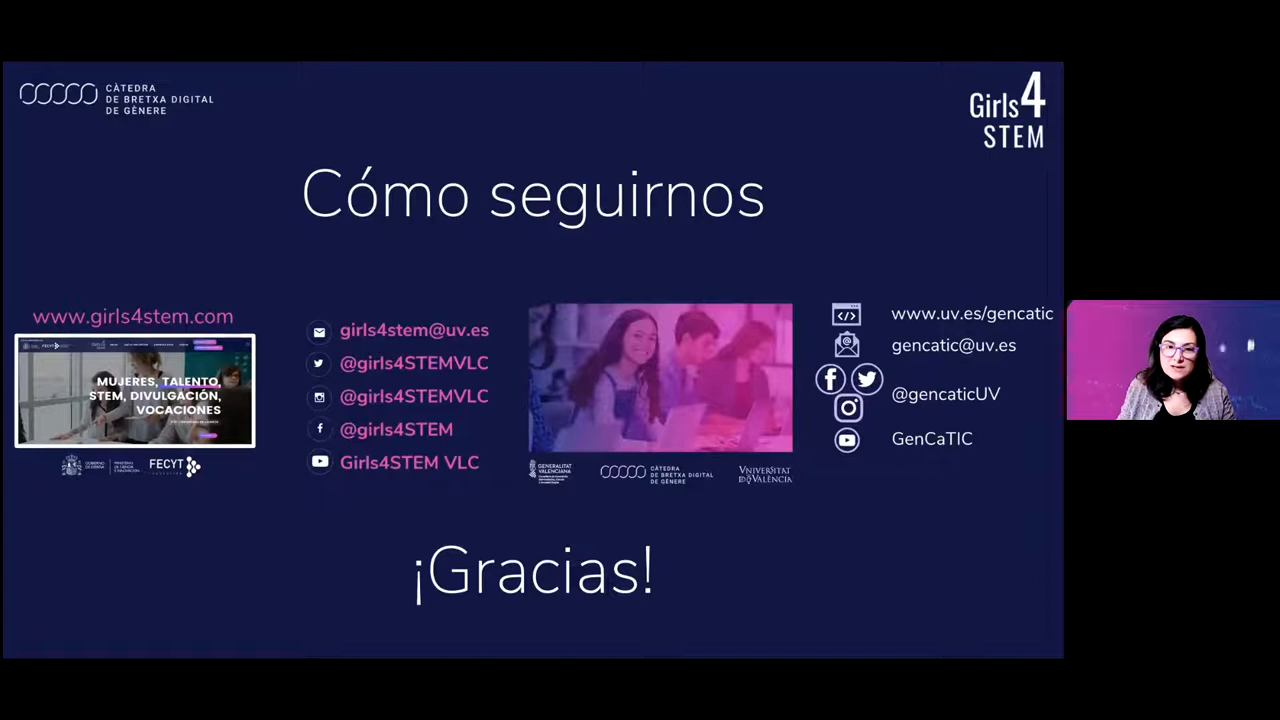 CÀTEDRA
DE BRETXA DIGITAL
DE GÈNERE
Girls4
STEM
Cómo seguirnos
www.girls4stem.com
FECYT
MUJERES, TALENTO,
STEM, DIVULGACIÓN,
VOCACIONES
FECYT
girls4stem@uv.es
@girls4STEMVLC
@girls4STEMVLC
@girls4STEM
Girls4STEM VLC
GENERALITAT
VALENCIANA
CÀTEDRA
DE BRETXA DIGITAL
DE GÈNERE
VNIVERSITAT
ID VALÈNCIA
www.uv.es/gencatic
gencatic@uv.es
@gencaticUV
GenCaTIC
¡Gracias!